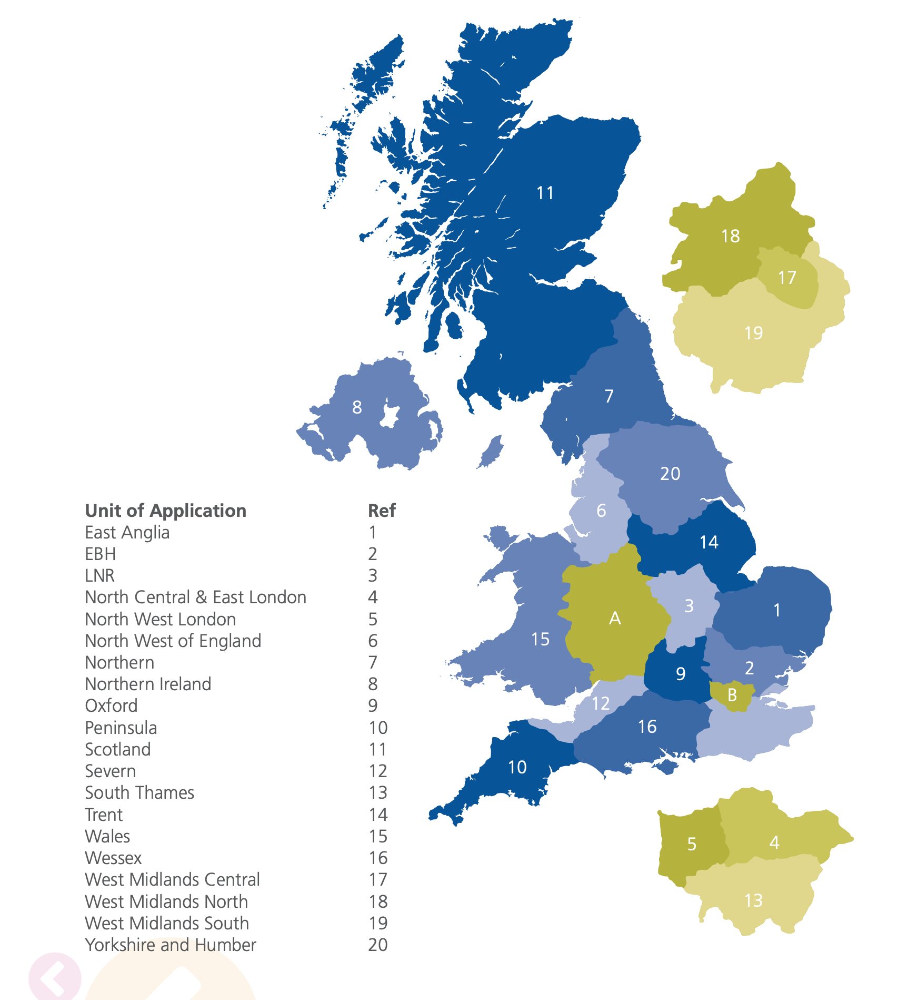 11
18
17
19
7
8
20
6
14
Unit of Application Ref
East Anglia 1
EBH 2
LNR 3
North Central & East London 4
North West London 5
North West of England 6
Northern 7
Northern Ireland 8
Oxford 9
Peninsula 10
Scotland 11
Severn 12
South Thames 13
Trent 14
Wales 15
Wessex 16
West Midlands Central 17
West Midlands North 18
West Midlands South 19
Yorkshire and Humber 20
3
1
A
15
2
9
B
12
16
10
5
4
13